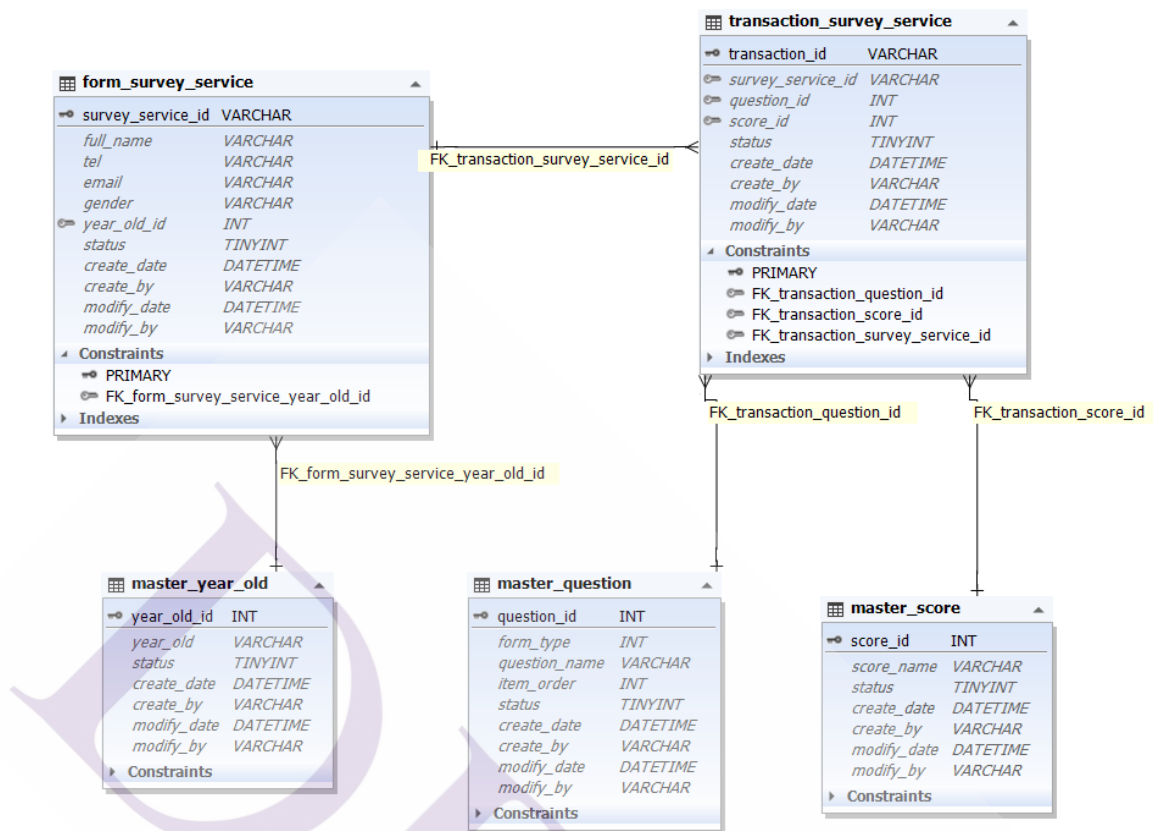 transaction_survey_service
transaction_id VARCHAR
survey_service_id VARCHAR
question_id INT
score_id INT
status TINYINT
create_date DATETIME
create_by VARCHAR
modify_date DATETIME
modify_by VARCHAR
Constraints
PRIMARY
FK_transaction_question_id
FK_transaction_score_id
FK_transaction_survey_service_id
Indexes
form_survey_service
survey_service_id VARCHAR
full_name VARCHAR
tel VARCHAR
email VARCHAR
gender VARCHAR
year_old_id INT
status TINYINT
create_date DATETIME
create_by VARCHAR
modify_date DATETIME
modify_by VARCHAR
Constraints
PRIMARY
FK_form_survey_service_year_old_id
Indexes
FK_transaction_survey_service_id
FK_transaction_question_id
FK_transaction_score_id
FK_form_survey_service_year_old_id
master_year_old
year_old_id INT
year_old VARCHAR
status TINYINT
create_date DATETIME
create_by VARCHAR
modify_date DATETIME
modify_by VARCHAR
Constraints
master_question
question_id INT
form_type INT
question_name VARCHAR
item_order INT
status TINYINT
create_date DATETIME
create_by VARCHAR
modify_date DATETIME
modify_by VARCHAR
Constraints
master_score
score_id INT
score_name VARCHAR
status TINYINT
create_date DATETIME
create_by VARCHAR
modify_date DATETIME
modify_by VARCHAR
Constraints